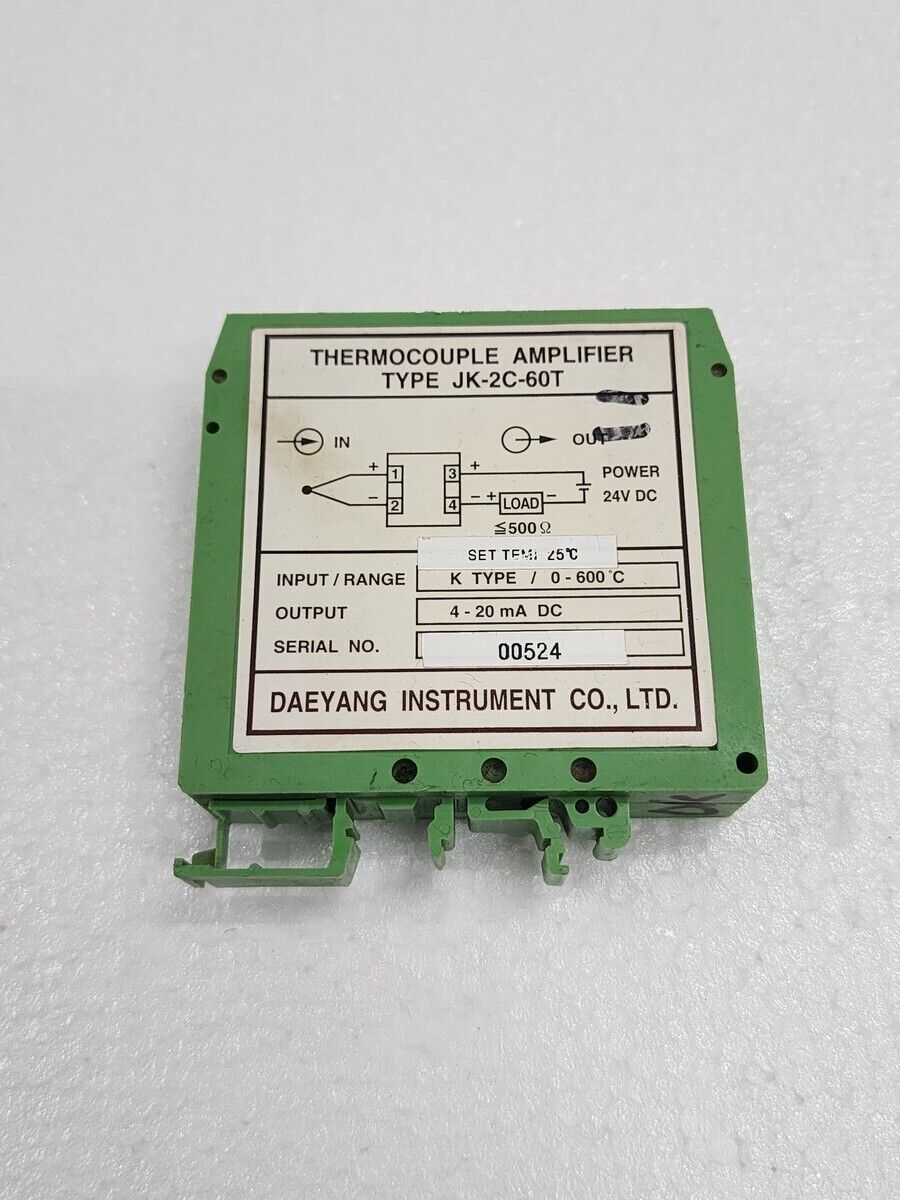 THERMOCOUPLE AMPLIFIER
TYPE JK-2C-60T
IN
OUT
+ 1 3 +
POWER
24V DC
- 2 4 - + LOAD -
≦500Ω
SET TEMP 25℃
INPUT / RANGE K TYPE / 0 - 600°C
OUTPUT 4 - 20 mA DC
SERIAL NO. 00524
DAEYANG INSTRUMENT CO., LTD.
OK